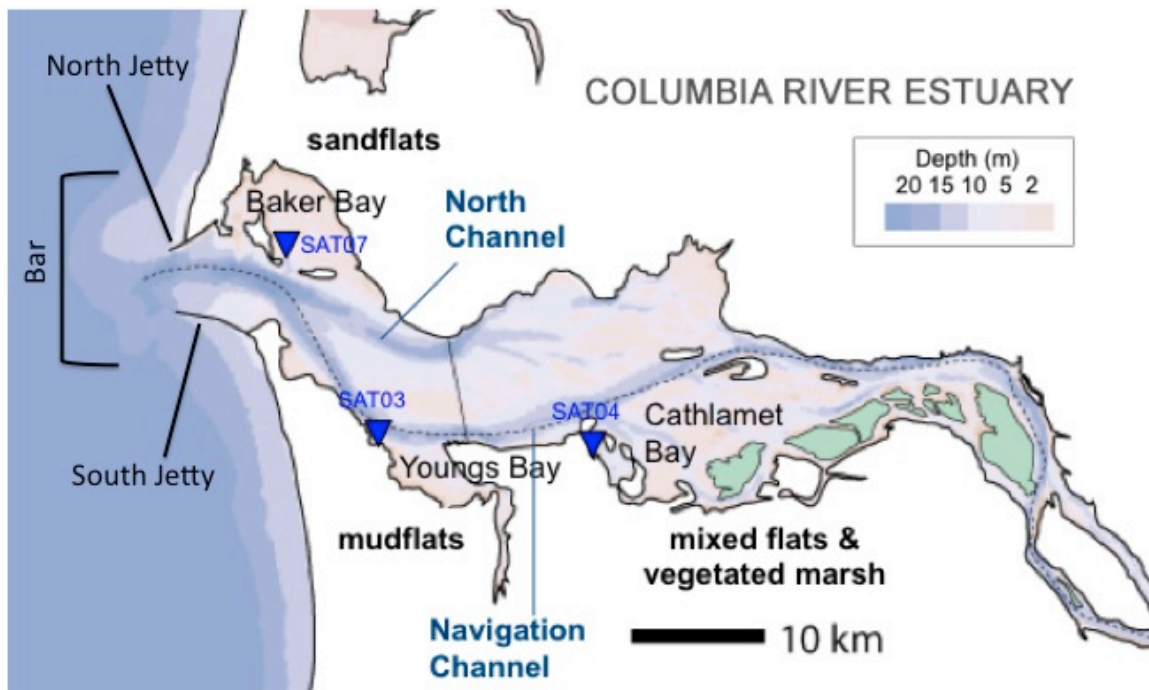 North Jetty
COLUMBIA RIVER ESTUARY
sandflats
Depth (m)
20 15 10 5 2
Baker Bay
North
Channel
SAT07
Bar
SAT03
SAT04
Cathlamet
Bay
South Jetty
Youngs Bay
mudflats
mixed flats &
vegetated marsh
Navigation
Channel
10 km